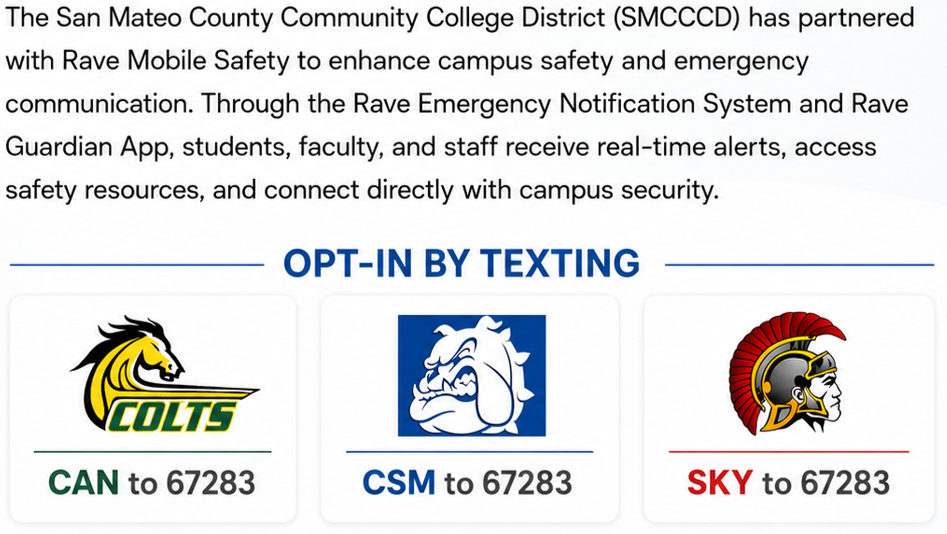 The San Mateo County Community College District (SMCCCD) has partnered
with Rave Mobile Safety to enhance campus safety and emergency
communication. Through the Rave Emergency Notification System and Rave
Guardian App, students, faculty, and staff receive real-time alerts, access
safety resources, and connect directly with campus security.
OPT-IN BY TEXTING
COLTS
CAN to 67283
CSM to 67283
SKY to 67283